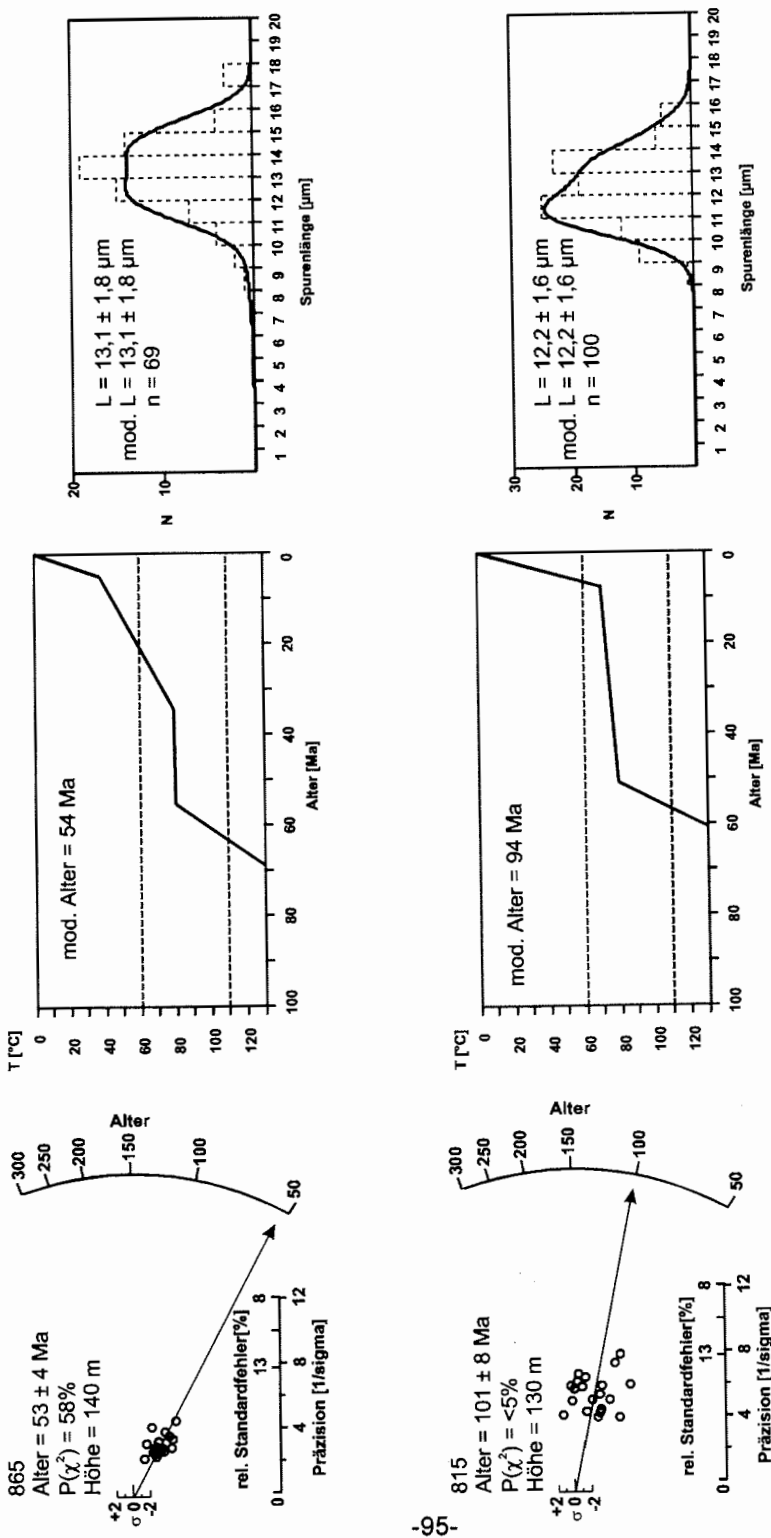 865
Alter = 53 ± 4 Ma
P(χ²) = 58%
Höhe = 140 m
+2
σ 0
-2
Alter
300
250
200
150
100
50
rel. Standardfehler[%]
13 8
0 4 8 12
Präzision [1/sigma]
T [°C]
0
20
40
60
80
100
120
mod. Alter = 54 Ma
100 80 60 40 20 0
Alter [Ma]
20
10
N
L = 13,1 ± 1,8 µm
mod. L = 13,1 ± 1,8 µm
n = 69
1 2 3 4 5 6 7 8 9 10 11 12 13 14 15 16 17 18 19 20
Spurenlänge [µm]
815
Alter = 101 ± 8 Ma
P(χ²) = <5%
Höhe = 130 m
+2
σ 0
-2
Alter
300
250
200
150
100
50
rel. Standardfehler[%]
13 8
0 4 8 12
Präzision [1/sigma]
T [°C]
0
20
40
60
80
100
120
mod. Alter = 94 Ma
100 80 60 40 20 0
Alter [Ma]
30
20
10
N
L = 12,2 ± 1,6 µm
mod. L = 12,2 ± 1,6 µm
n = 100
1 2 3 4 5 6 7 8 9 10 11 12 13 14 15 16 17 18 19 20
Spurenlänge [µm]
-95-